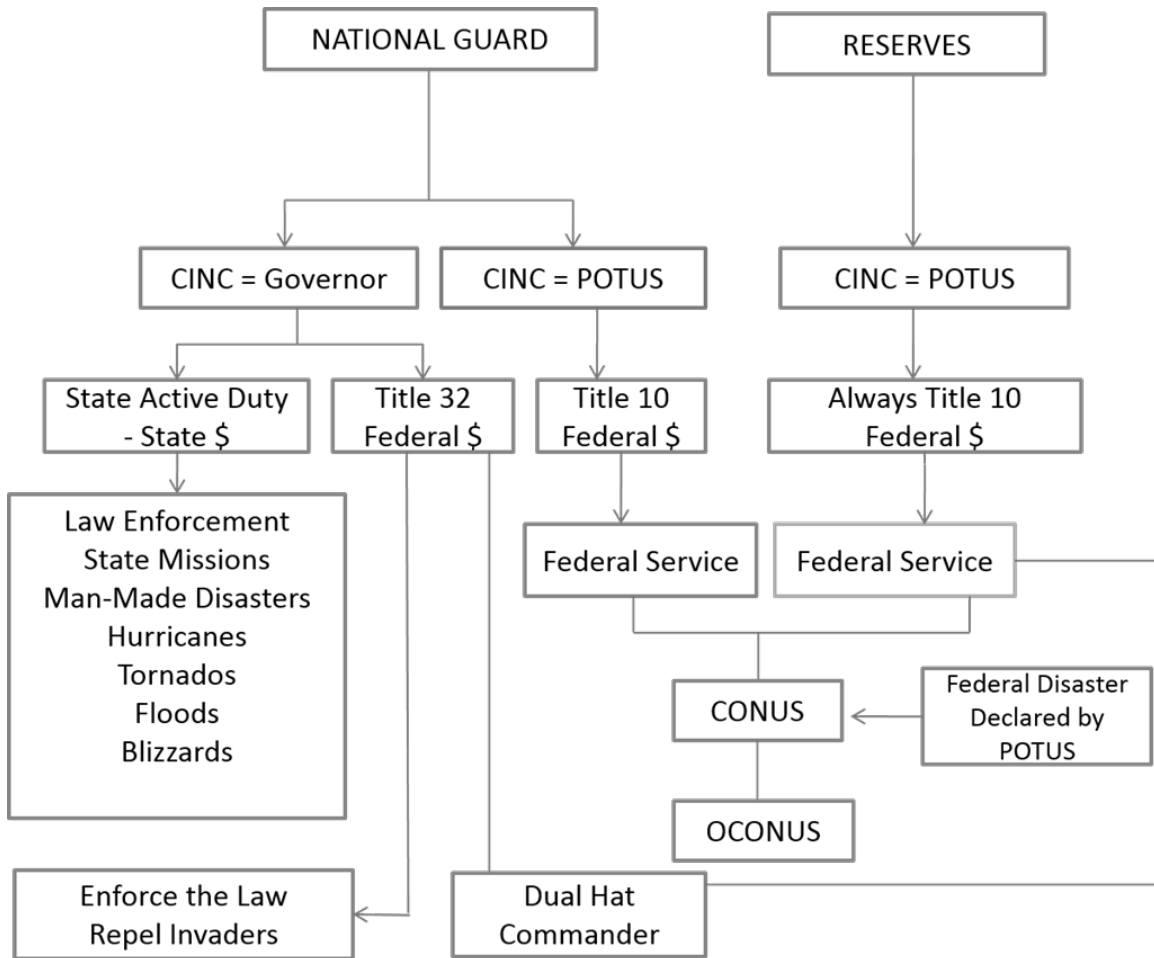 NATIONAL GUARD
RESERVES
CINC = Governor
CINC = POTUS
CINC = POTUS
State Active Duty
- State $
Title 32
Federal $
Title 10
Federal $
Always Title 10
Federal $
Law Enforcement
State Missions
Man-Made Disasters
Hurricanes
Tornados
Floods
Blizzards
Federal Service
Federal Service
CONUS
Federal Disaster
Declared by
POTUS
OCONUS
Enforce the Law
Repel Invaders
Dual Hat
Commander